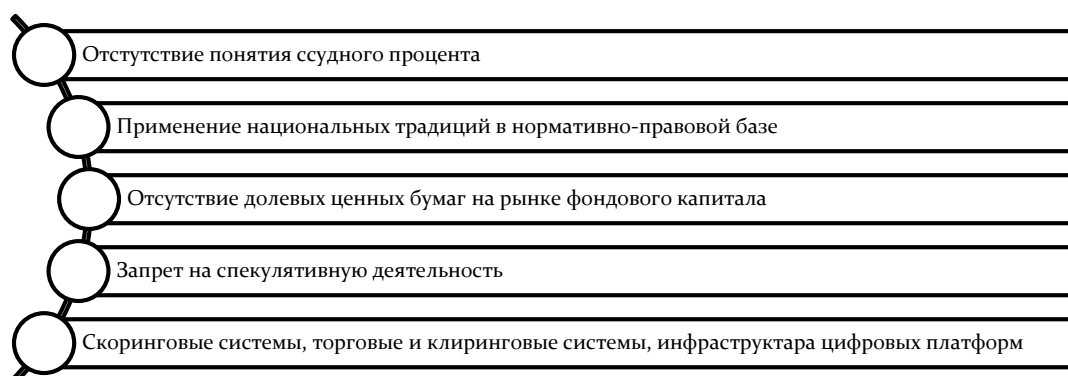 Отстутствие понятия ссудного процента
Применение национальных традиций в нормативно-правовой базе
Отсутствие долевых ценных бумаг на рынке фондового капитала
Запрет на спекулятивную деятельность
Скоринговые системы, торговые и клиринговые системы, инфраструктара цифровых платформ